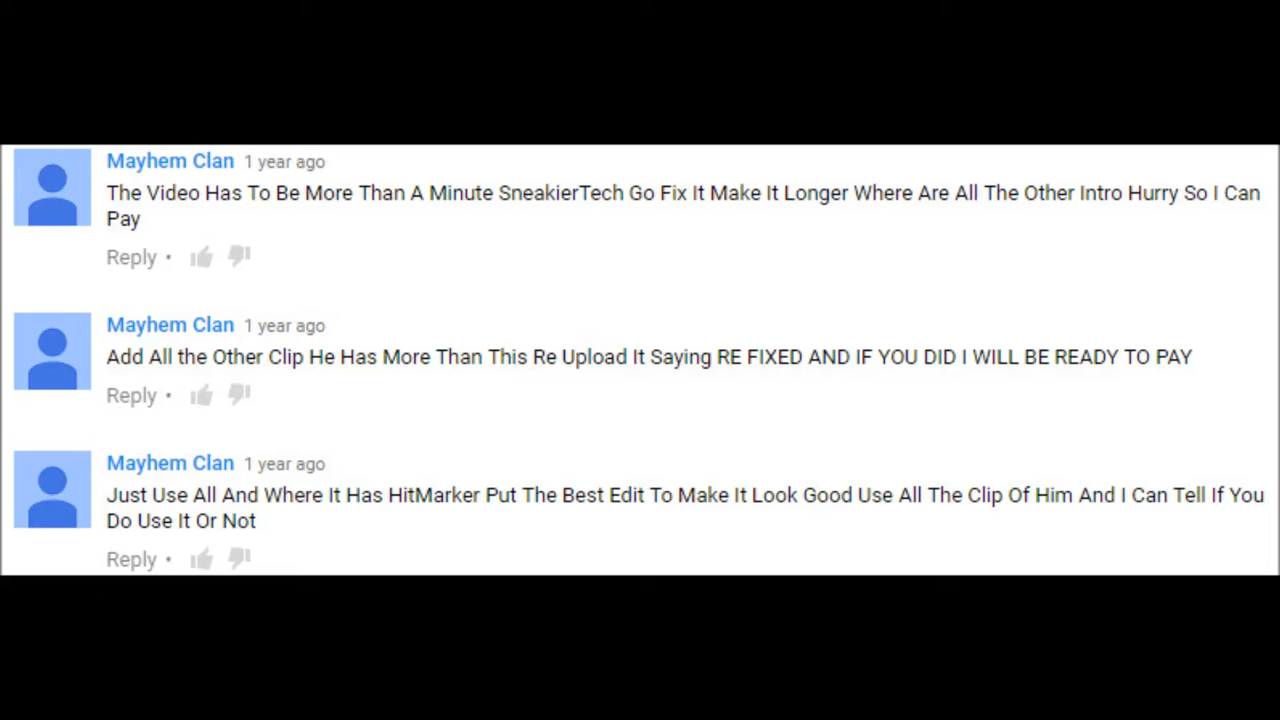 Mayhem Clan 1 year ago
The Video Has To Be More Than A Minute SneakierTech Go Fix It Make It Longer Where Are All The Other Intro Hurry So I Can
Pay
Reply •
Mayhem Clan 1 year ago
Add All the Other Clip He Has More Than This Re Upload It Saying RE FIXED AND IF YOU DID I WILL BE READY TO PAY
Reply •
Mayhem Clan 1 year ago
Just Use All And Where It Has HitMarker Put The Best Edit To Make It Look Good Use All The Clip Of Him And I Can Tell If You
Do Use It Or Not
Reply •